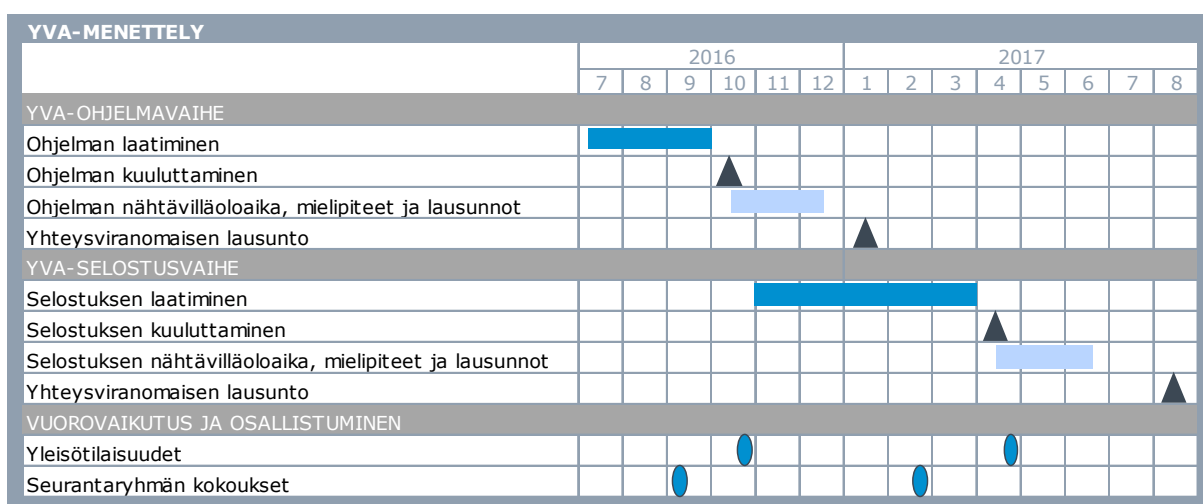 YVA-MENETTELY
2016 2017
7 8 9 10 11 12 1 2 3 4 5 6 7 8
YVA-OHJELMAVAIHE
Ohjelman laatiminen
Ohjelman kuuluttaminen
Ohjelman nähtävilläoloaika, mielipiteet ja lausunnot
Yhteysviranomaisen lausunto
YVA-SELOSTUSVAIHE
Selostuksen laatiminen
Selostuksen kuuluttaminen
Selostuksen nähtävilläoloaika, mielipiteet ja lausunnot
Yhteysviranomaisen lausunto
VUOROVAIKUTUS JA OSALLISTUMINEN
Yleisötilaisuudet
Seurantaryhmän kokoukset